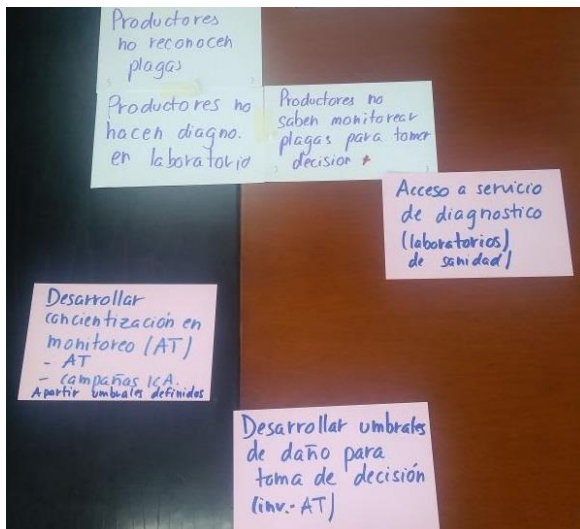 Productores
no reconocen
plagas
Productores no
hacen diagno.
en laboratorio
Productores no
saben monitorear
plagas para tomar
decision *
Acceso a servicio
de diagnostico
(laboratorios)
de sanidad)
Desarrollar
concientización en
monitoreo (AT)
- AT
- campañas ICA.
Apartir umbrales definidos
Desarrollar umbrales
de daño para
toma de decisión
(inv.- AT)